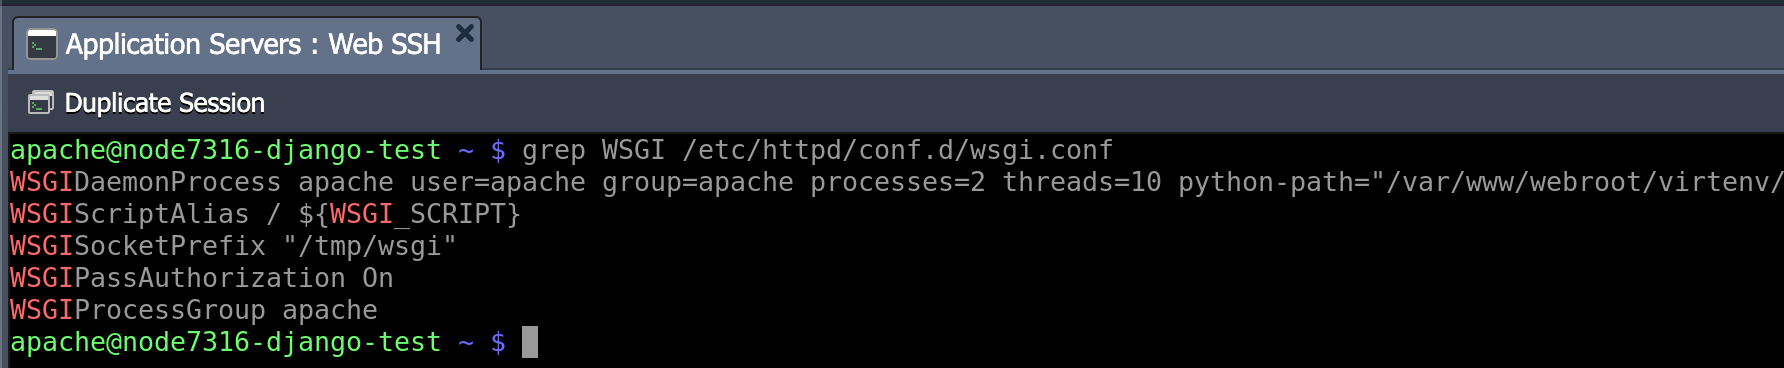 Application Servers : Web SSH
Duplicate Session
apache@node7316-django-test ~ $ grep WSGI /etc/httpd/conf.d/wsgi.conf
WSGIDaemonProcess apache user=apache group=apache processes=2 threads=10 python-path="/var/www/webroot/virtenv/
WSGIScriptAlias / ${WSGI_SCRIPT}
WSGISocketPrefix "/tmp/wsgi"
WSGIPassAuthorization On
WSGIProcessGroup apache
apache@node7316-django-test ~ $